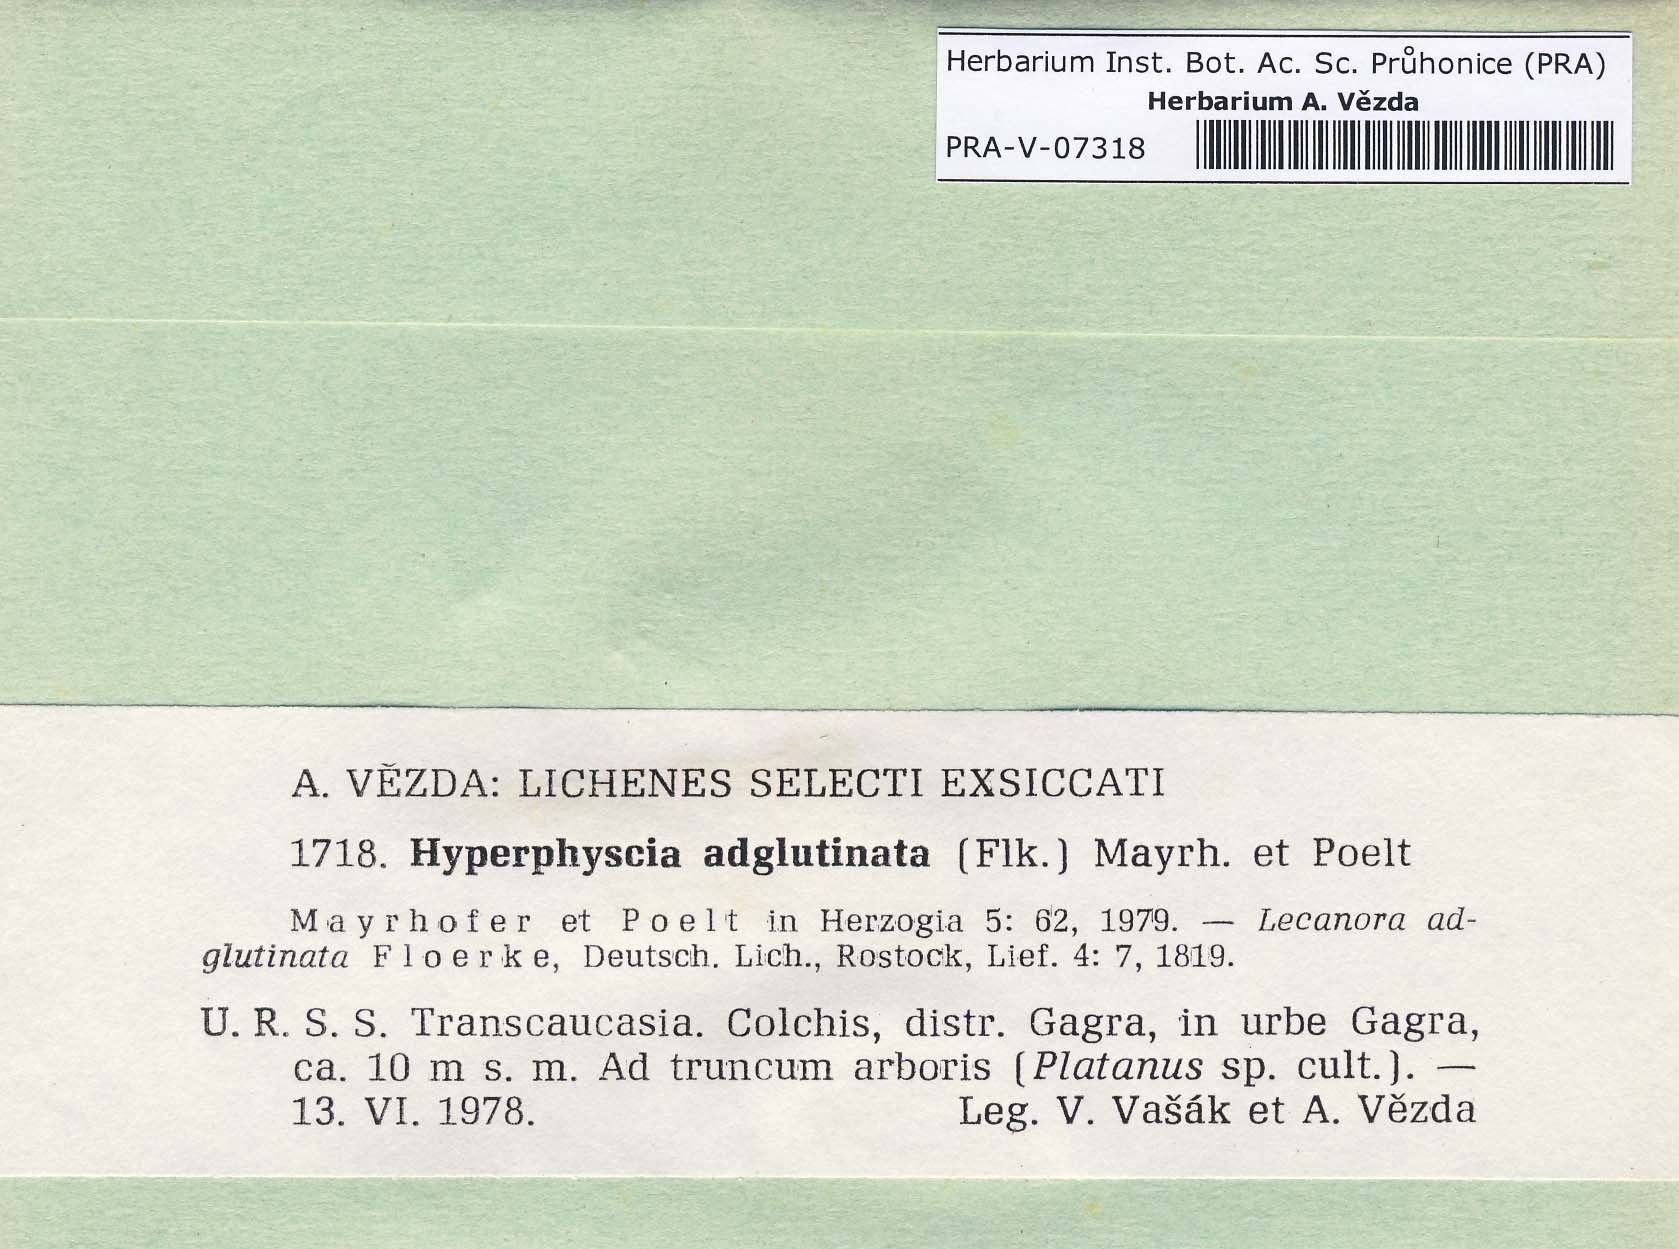 Herbarium Inst. Bot. Ac. Sc. Průhonice (PRA)
Herbarium A. Vězda
PRA-V-07318
A. VĚZDA: LICHENES SELECTI EXSICCATI
1718. Hyperphyscia adglutinata (Flk.) Mayrh. et Poelt
Mayrhofer et Poelt in Herzogia 5: 62, 1979. — Lecanora ad-
glutinata Floerke, Deutsch. Lich., Rostock, Lief. 4: 7, 1819.
U. R. S. S. Transcaucasia. Colchis, distr. Gagra, in urbe Gagra,
ca. 10 m s. m. Ad truncum arboris (Platanus sp. cult.). —
13. VI. 1978. Leg. V. Vašák et A. Vězda